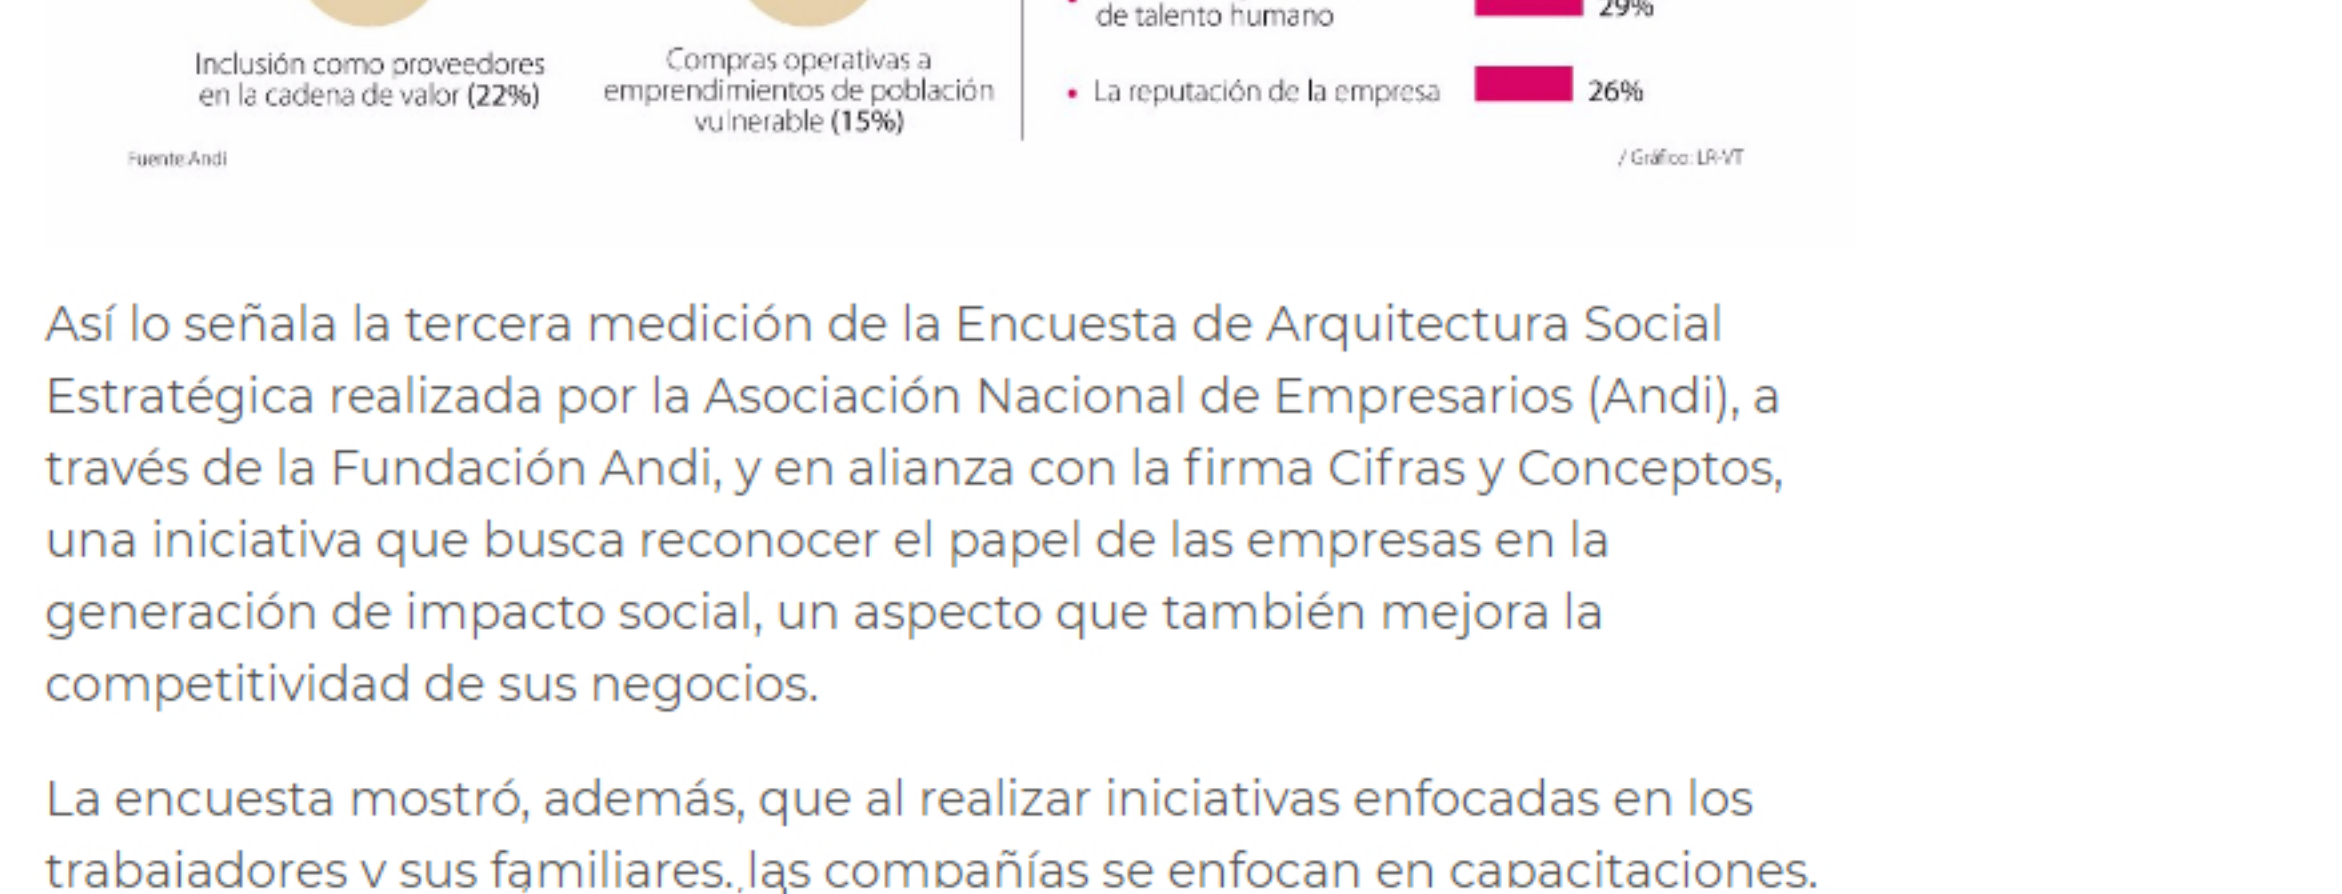 de talento humano
29%
Inclusión como proveedores
en la cadena de valor (22%)
Compras operativas a
emprendimientos de población
vulnerable (15%)
• La reputación de la empresa
26%
Fuente Andi
/ Gráfico: LR-VT
Así lo señala la tercera medición de la Encuesta de Arquitectura Social
Estratégica realizada por la Asociación Nacional de Empresarios (Andi), a
través de la Fundación Andi, y en alianza con la firma Cifras y Conceptos,
una iniciativa que busca reconocer el papel de las empresas en la
generación de impacto social, un aspecto que también mejora la
competitividad de sus negocios.
La encuesta mostró, además, que al realizar iniciativas enfocadas en los
trabajadores y sus familiares, las compañías se enfocan en capacitaciones,